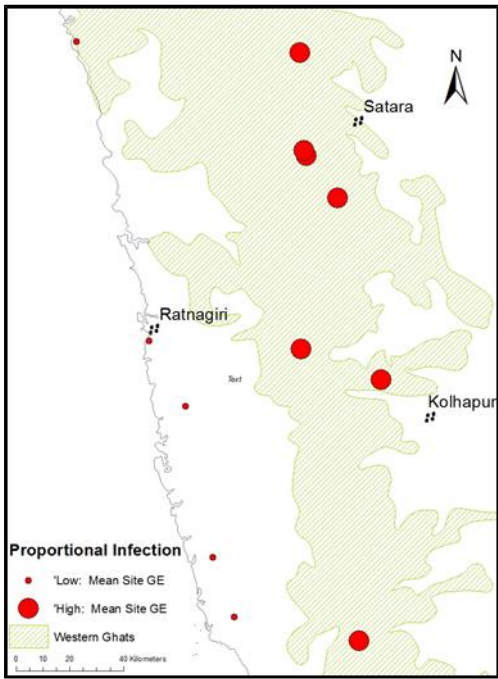 N
Satara
Ratnagiri
Text
Kolhapur
Proportional Infection
'Low: Mean Site GE
'High: Mean Site GE
Western Ghats
0 10 20 40 Kilometers